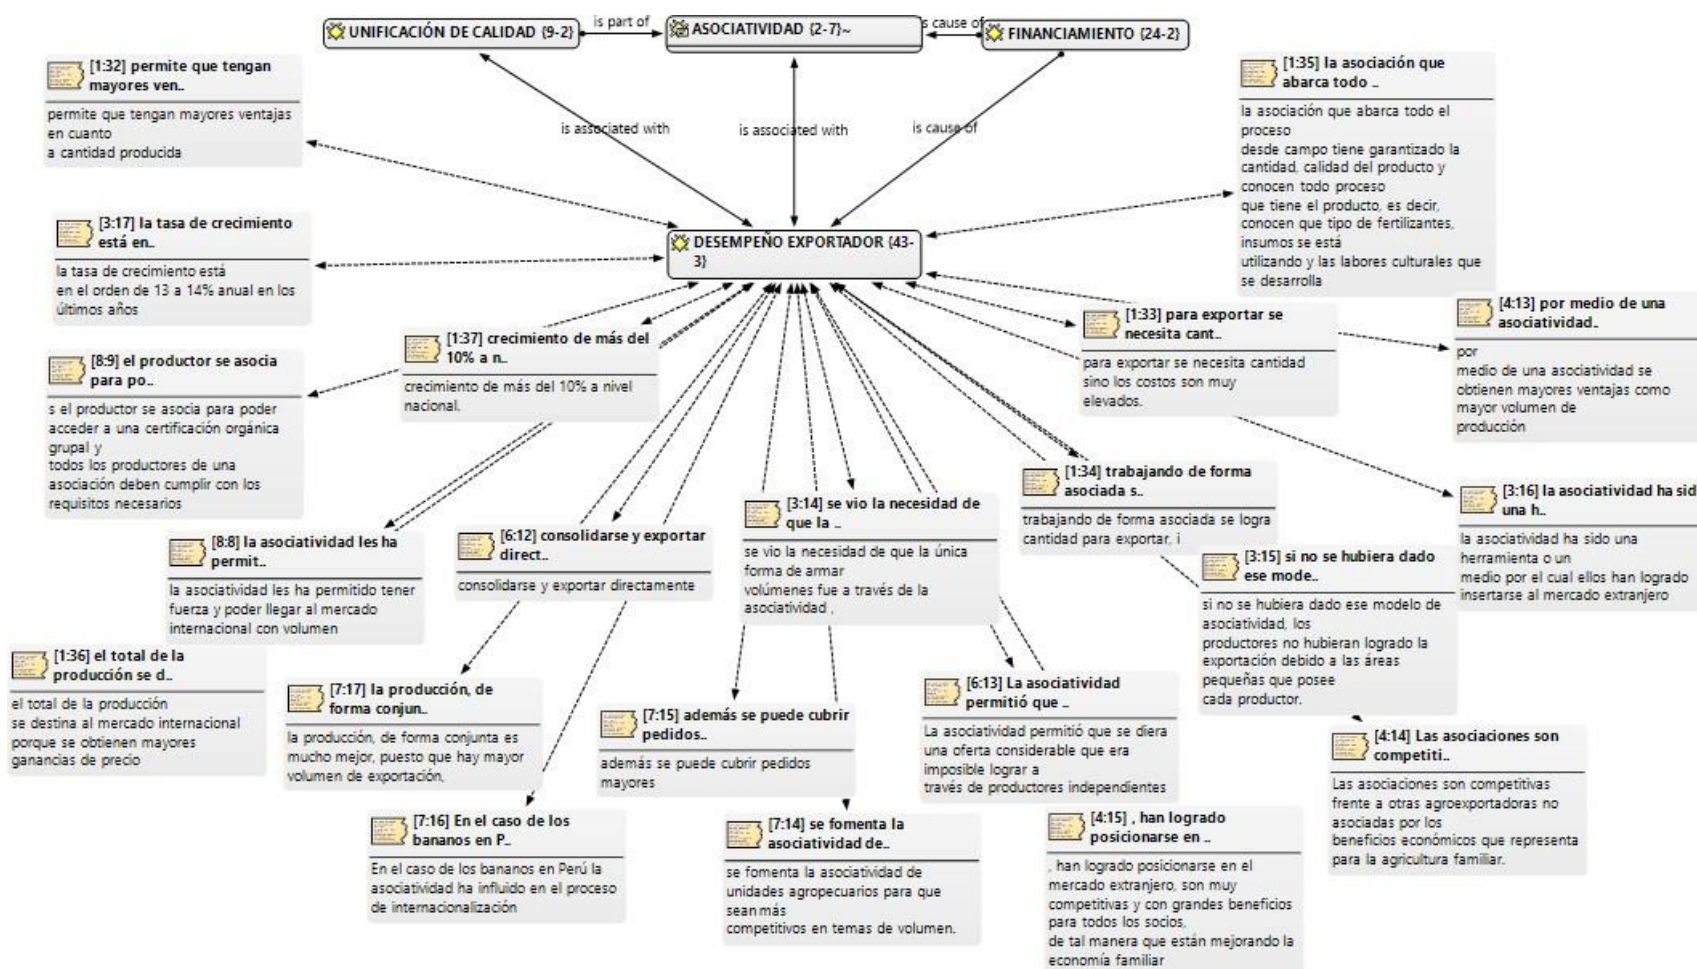 UNIFICACIÓN DE CALIDAD {9-2}
is part of
ASOCIATIVIDAD {2-7}~
is cause of
FINANCIAMIENTO {24-2}
is associated with
is associated with
is cause of
DESEMPEÑO EXPORTADOR {43-
3}
[1:32] permite que tengan
mayores ven..
permite que tengan mayores ventajas
en cuanto
a cantidad producida
[1:35] la asociación que
abarca todo ..
la asociación que abarca todo el
proceso
desde campo tiene garantizado la
cantidad, calidad del producto y
conocen todo proceso
que tiene el producto, es decir,
conocen que tipo de fertilizantes,
insumos se está
utilizando y las labores culturales que
se desarrolla
[3:17] la tasa de crecimiento
está en..
la tasa de crecimiento está
en el orden de 13 a 14% anual en los
últimos años
[1:37] crecimiento de más del
10% a n..
crecimiento de más del 10% a nivel
nacional,
[1:33] para exportar se
necesita cant..
para exportar se necesita cantidad
sino los costos son muy
elevados.
[4:13] por medio de una
asociatividad..
por
medio de una asociatividad se
obtienen mayores ventajas como
mayor volumen de
producción
[8:9] el productor se asocia
para po..
s el productor se asocia para poder
acceder a una certificación orgánica
grupal y
todos los productores de una
asociación deben cumplir con los
requisitos necesarios
[8:8] la asociatividad les ha
permit..
la asociatividad les ha permitido tener
fuerza y poder llegar al mercado
internacional con volumen
[6:12] consolidarse y exportar
direct..
consolidarse y exportar directamente
[3:14] se vio la necesidad de
que la ..
se vio la necesidad de que la única
forma de armar
volúmenes fue a través de la
asociatividad ,
[1:34] trabajando de forma
asociada s..
trabajando de forma asociada se logra
cantidad para exportar, i
[3:16] la asociatividad ha sid
una h..
la asociatividad ha sido una
herramienta o un
medio por el cual ellos han logrado
insertarse al mercado extranjero
[3:15] si no se hubiera dado
ese mode..
si no se hubiera dado ese modelo de
asociatividad, los
productores no hubieran logrado la
exportación debido a las áreas
pequeñas que posee
cada productor.
[1:36] el total de la
producción se d..
el total de la producción
se destina al mercado internacional
porque se obtienen mayores
ganancias de precio
[7:17] la producción, de
forma conjun..
la producción, de forma conjunta es
mucho mejor, puesto que hay mayor
volumen de exportación,
[7:15] además se puede cubrir
pedidos..
además se puede cubrir pedidos
mayores
[6:13] La asociatividad
permitió que ..
La asociatividad permitió que se diera
una oferta considerable que era
imposible lograr a
través de productores independientes
[4:14] Las asociaciones son
competiti..
Las asociaciones son competitivas
frente a otras agroexportadoras no
asociadas por los
beneficios económicos que representa
para la agricultura familiar.
[7:16] En el caso de los
bananos en P..
En el caso de los bananos en Perú la
asociatividad ha influido en el proceso
de internacionalización
[7:14] se fomenta la
asociatividad de..
se fomenta la asociatividad de
unidades agropecuarios para que
sean más
competitivos en temas de volumen.
[4:15] , han logrado
posicionarse en ..
, han logrado posicionarse en el
mercado extranjero, son muy
competitivas y con grandes beneficios
para todos los socios,
de tal manera que están mejorando la
economía familiar